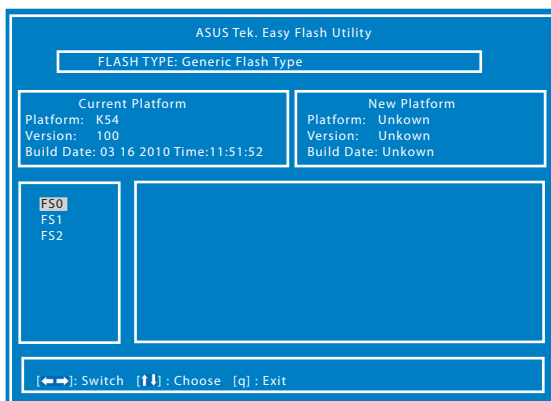 ASUS Tek. Easy Flash Utility
FLASH TYPE: Generic Flash Type
Current Platform
Platform: K54
Version: 100
Build Date: 03 16 2010 Time:11:51:52
New Platform
Platform: Unkown
Version: Unkown
Build Date: Unkown
FS0
FS1
FS2
[←→]: Switch [↑↓] : Choose [q] : Exit